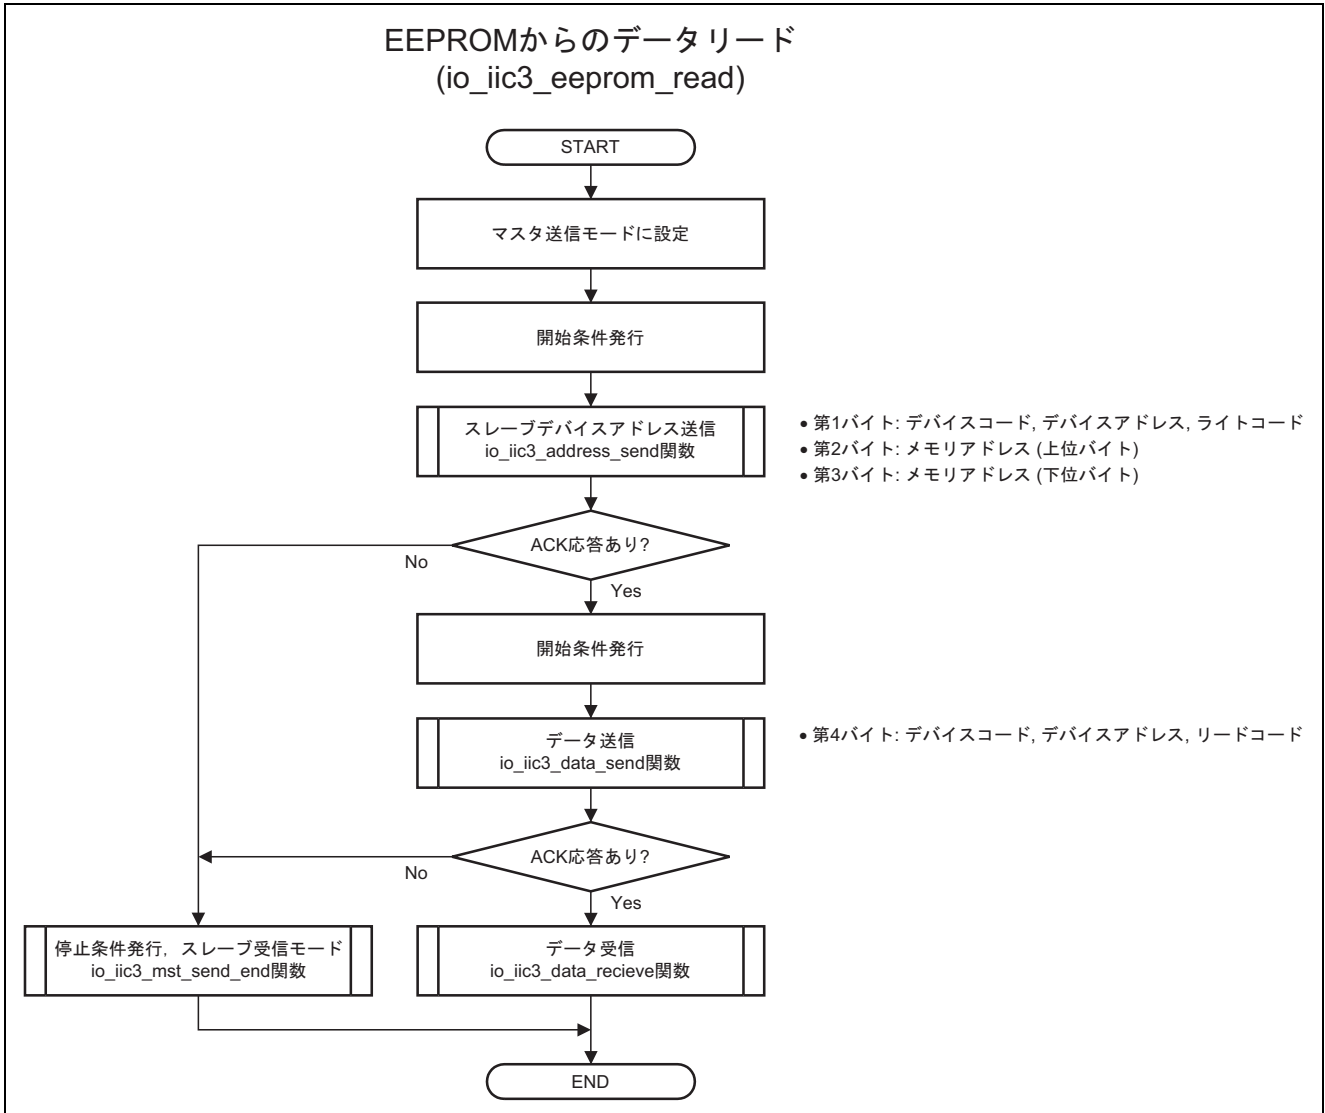 EEPROMからのデータリード
(io_iic3_eeprom_read)
START
マスタ送信モードに設定
開始条件発行
スレーブデバイスアドレス送信
io_iic3_address_send関数
• 第1バイト: デバイスコード, デバイスアドレス, ライトコード
• 第2バイト: メモリアドレス (上位バイト)
• 第3バイト: メモリアドレス (下位バイト)
ACK応答あり?
No
Yes
開始条件発行
データ送信
io_iic3_data_send関数
• 第4バイト: デバイスコード, デバイスアドレス, リードコード
ACK応答あり?
No
Yes
停止条件発行, スレーブ受信モード
io_iic3_mst_send_end関数
データ受信
io_iic3_data_recieve関数
END